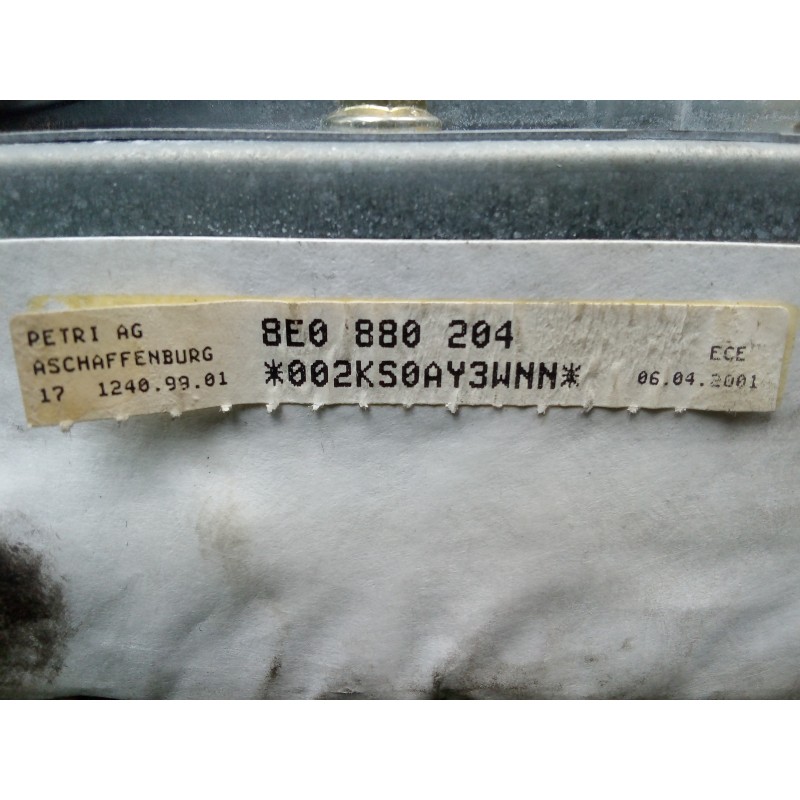 PETRI AG
ASCHAFFENBURG
17 1240.99.01
8E0 880 204
*002KS0AY3WNN*
ECE
06.04.2001